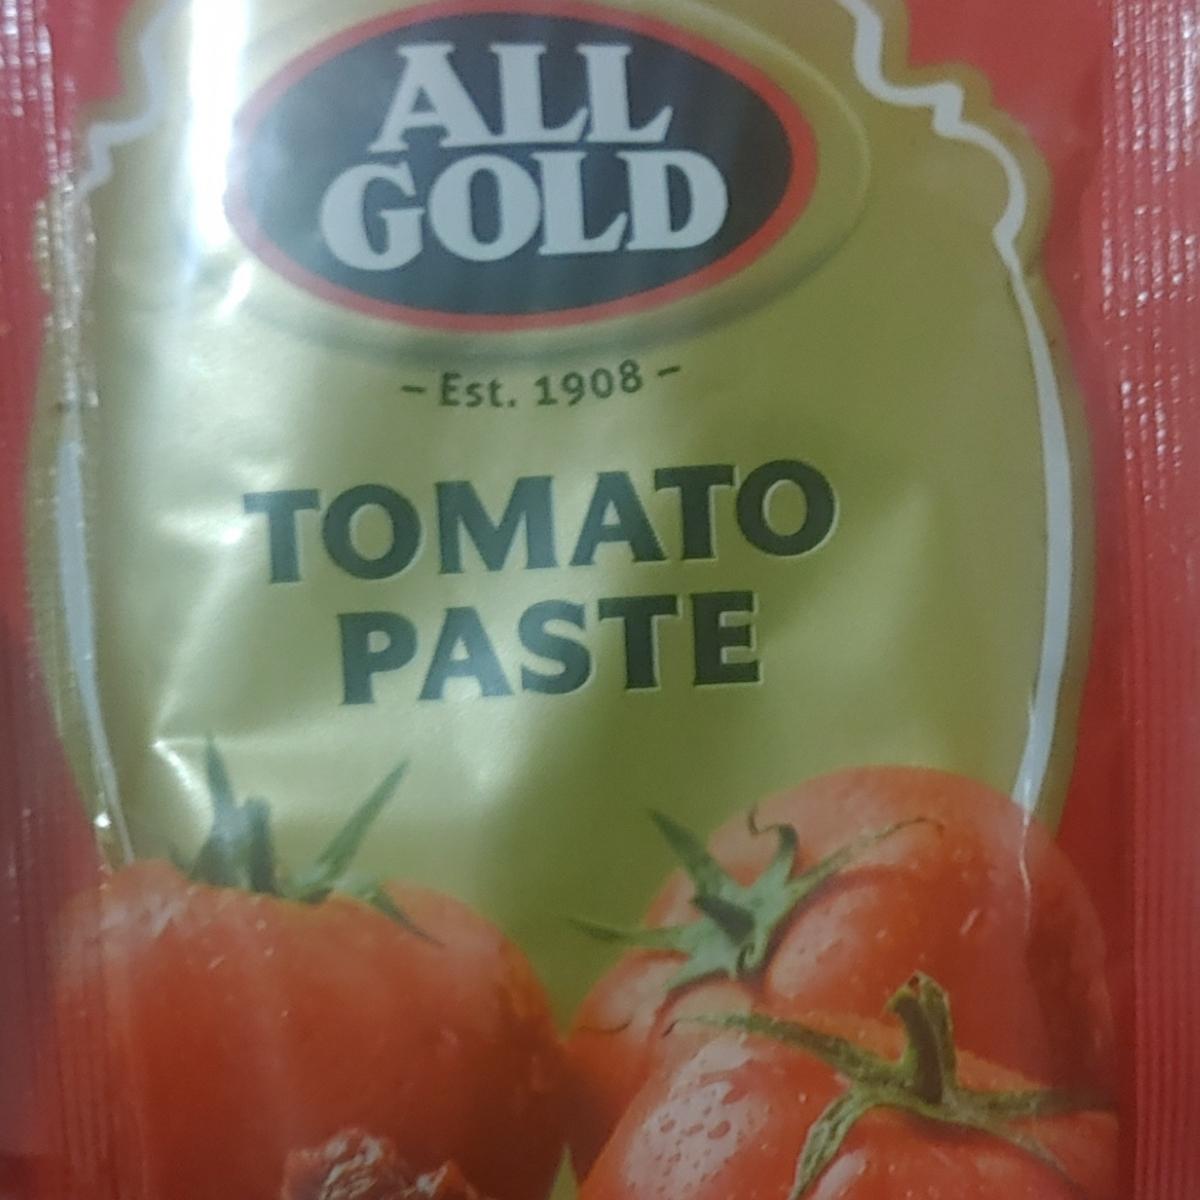 ALL
GOLD
- Est. 1908 -
TOMATO
PASTE